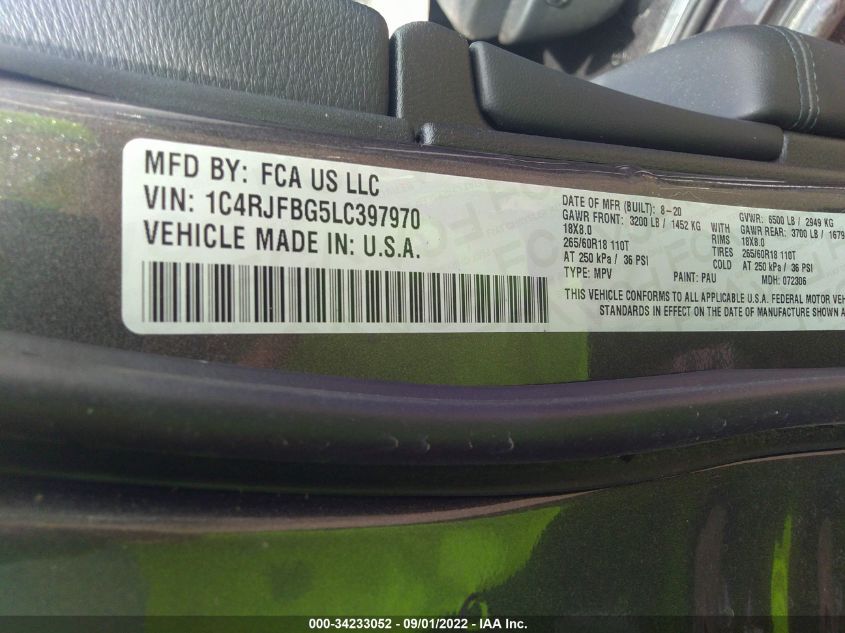 MFD BY: FCA US LLC
VIN: 1C4RJFBG5LC397970
VEHICLE MADE IN: U.S.A.
DATE OF MFR (BUILT): 8-20 GVWR: 6500 LB / 2949 KG
GAWR FRONT: 3200 LB / 1452 KG WITH GAWR REAR: 3700 LB / 1679
18X8.0 RIMS 18X8.0
265/60R18 110T TIRES 265/60R18 110T
AT 250 kPa / 36 PSI COLD AT 250 kPa / 36 PSI
TYPE: MPV PAINT: PAU MDH: 072306
THIS VEHICLE CONFORMS TO ALL APPLICABLE U.S.A. FEDERAL MOTOR
STANDARDS IN EFFECT ON THE DATE OF MANUFACTURE SHOWN
000-34233052 - 09/01/2022 - IAA Inc.